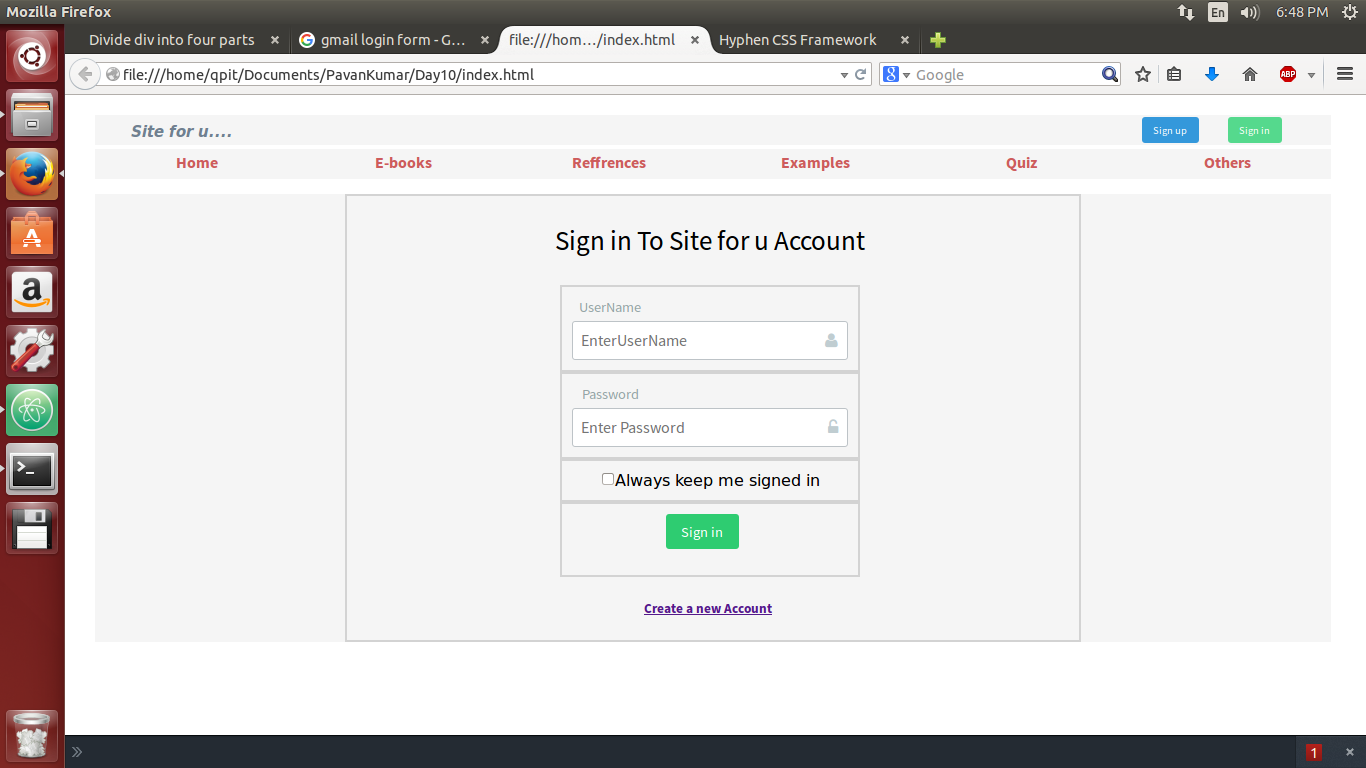 Mozilla Firefox En 6:48 PM
Divide div into four parts gmail login form - G... file:///hom.../index.html Hyphen CSS Framework
file:///home/qpit/Documents/PavanKumar/Day10/index.html Google ABP
Site for u.... Sign up Sign in
Home E-books Reffrences Examples Quiz Others
Sign in To Site for u Account
UserName
EnterUserName
Password
Enter Password
Always keep me signed in
Sign in
Create a new Account
1